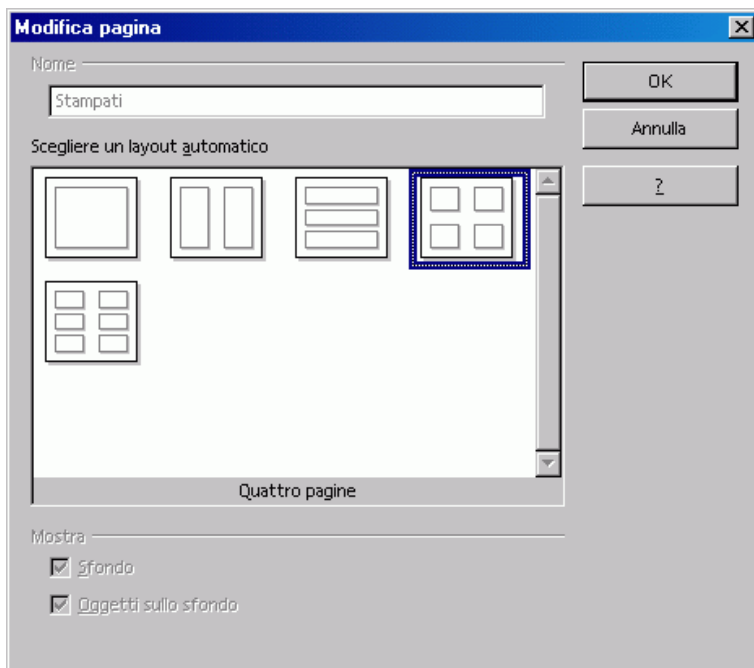 Modifica pagina
Nome
OK
Stampati
Annulla
Scegliere un layout automatico
?
Quattro pagine
Mostra
Sfondo
Oggetti sullo sfondo